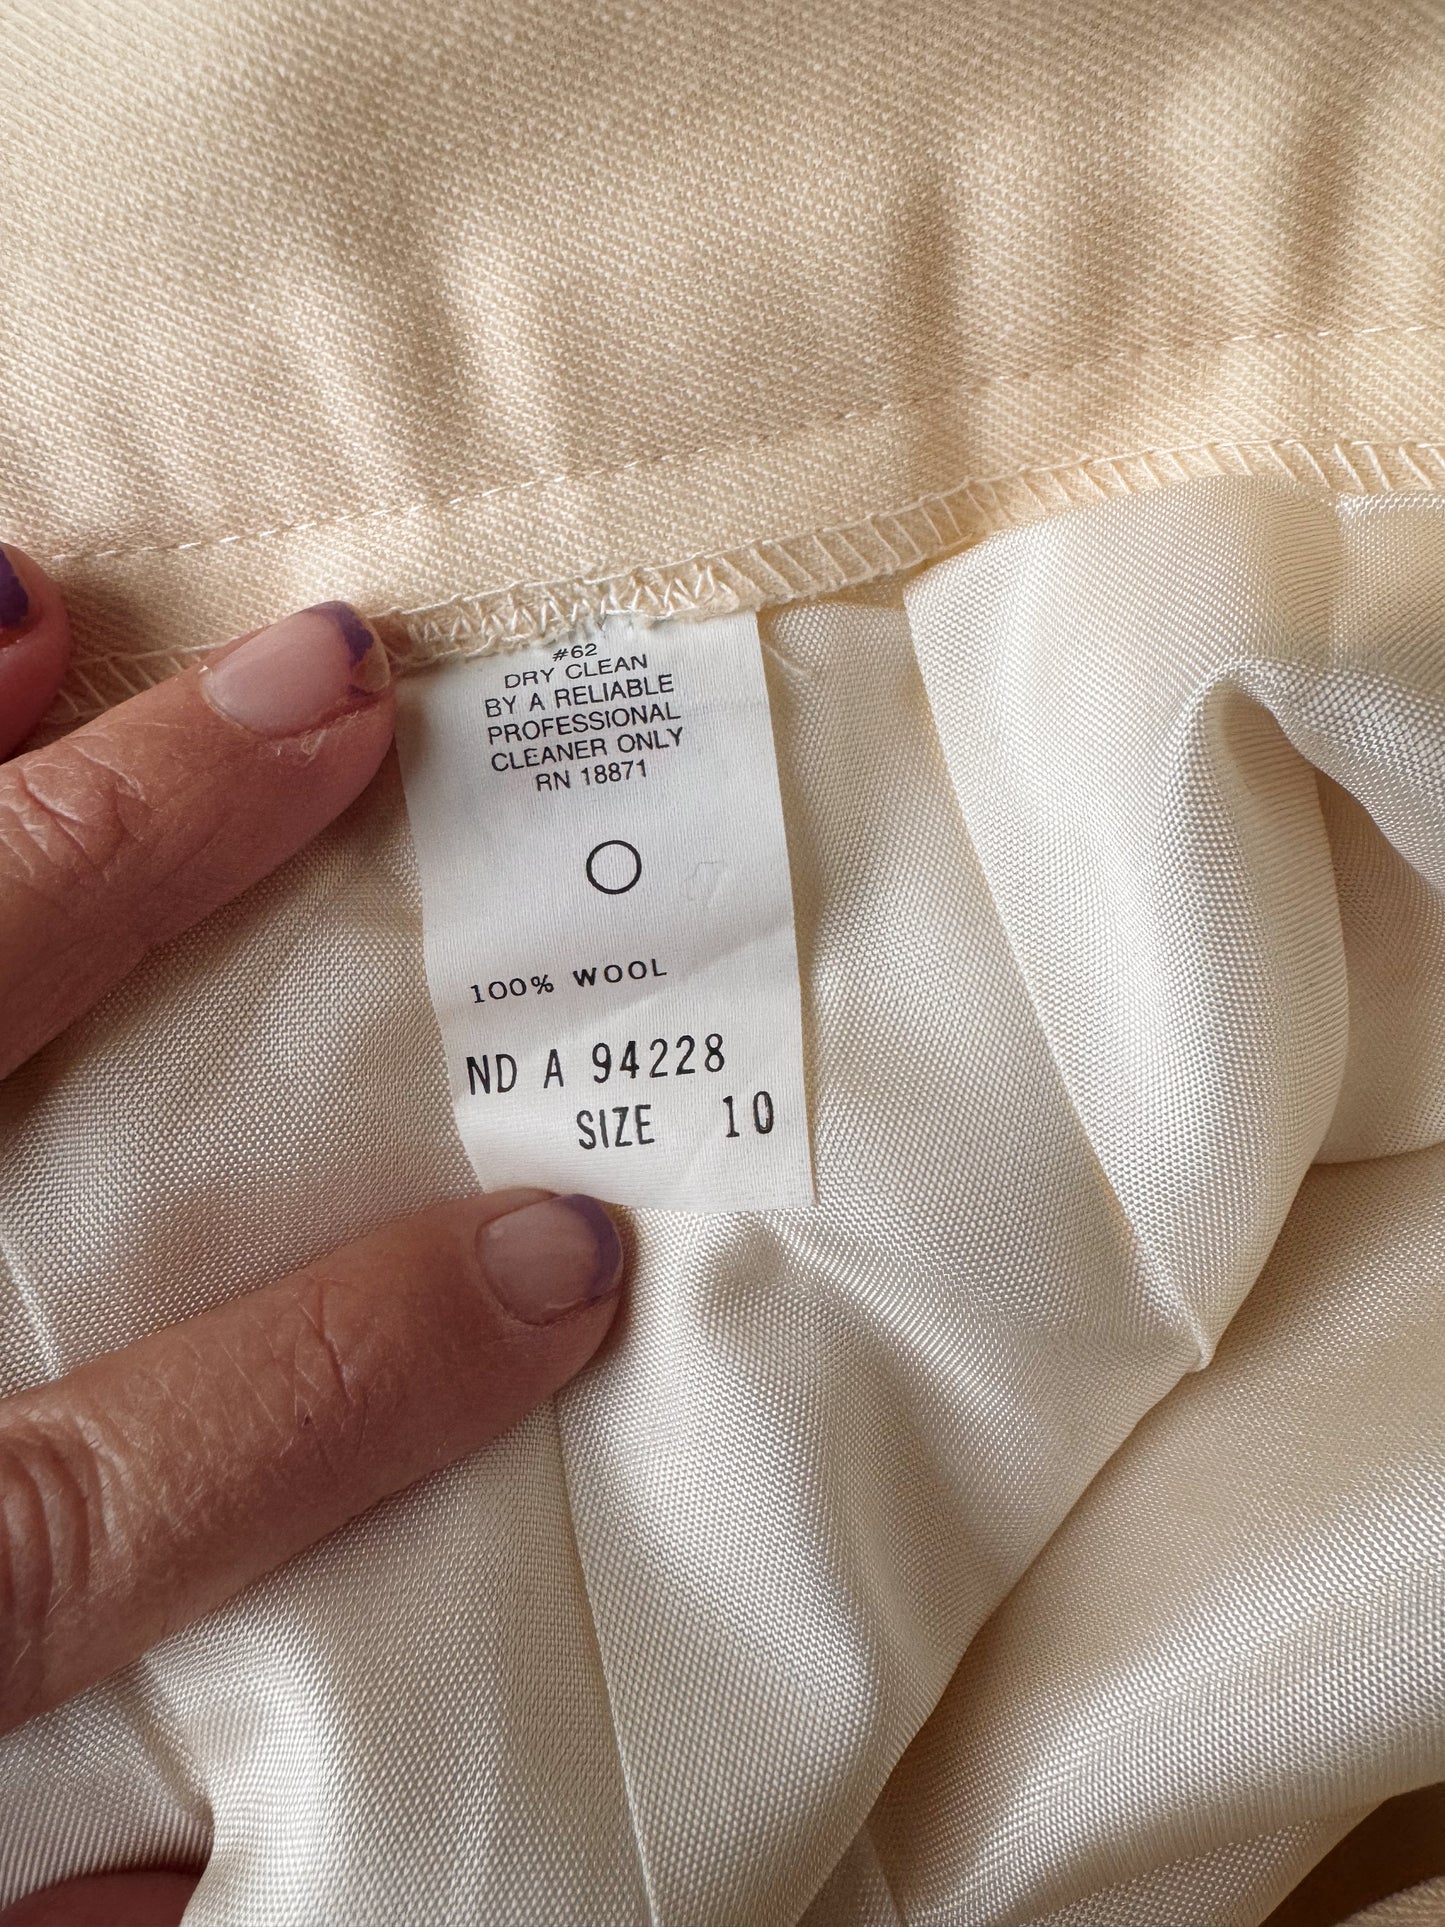 #62
DRY CLEAN
BY A RELIABLE
PROFESSIONAL
CLEANER ONLY
RN 18871
100% WOOL
ND A 94228
SIZE 10